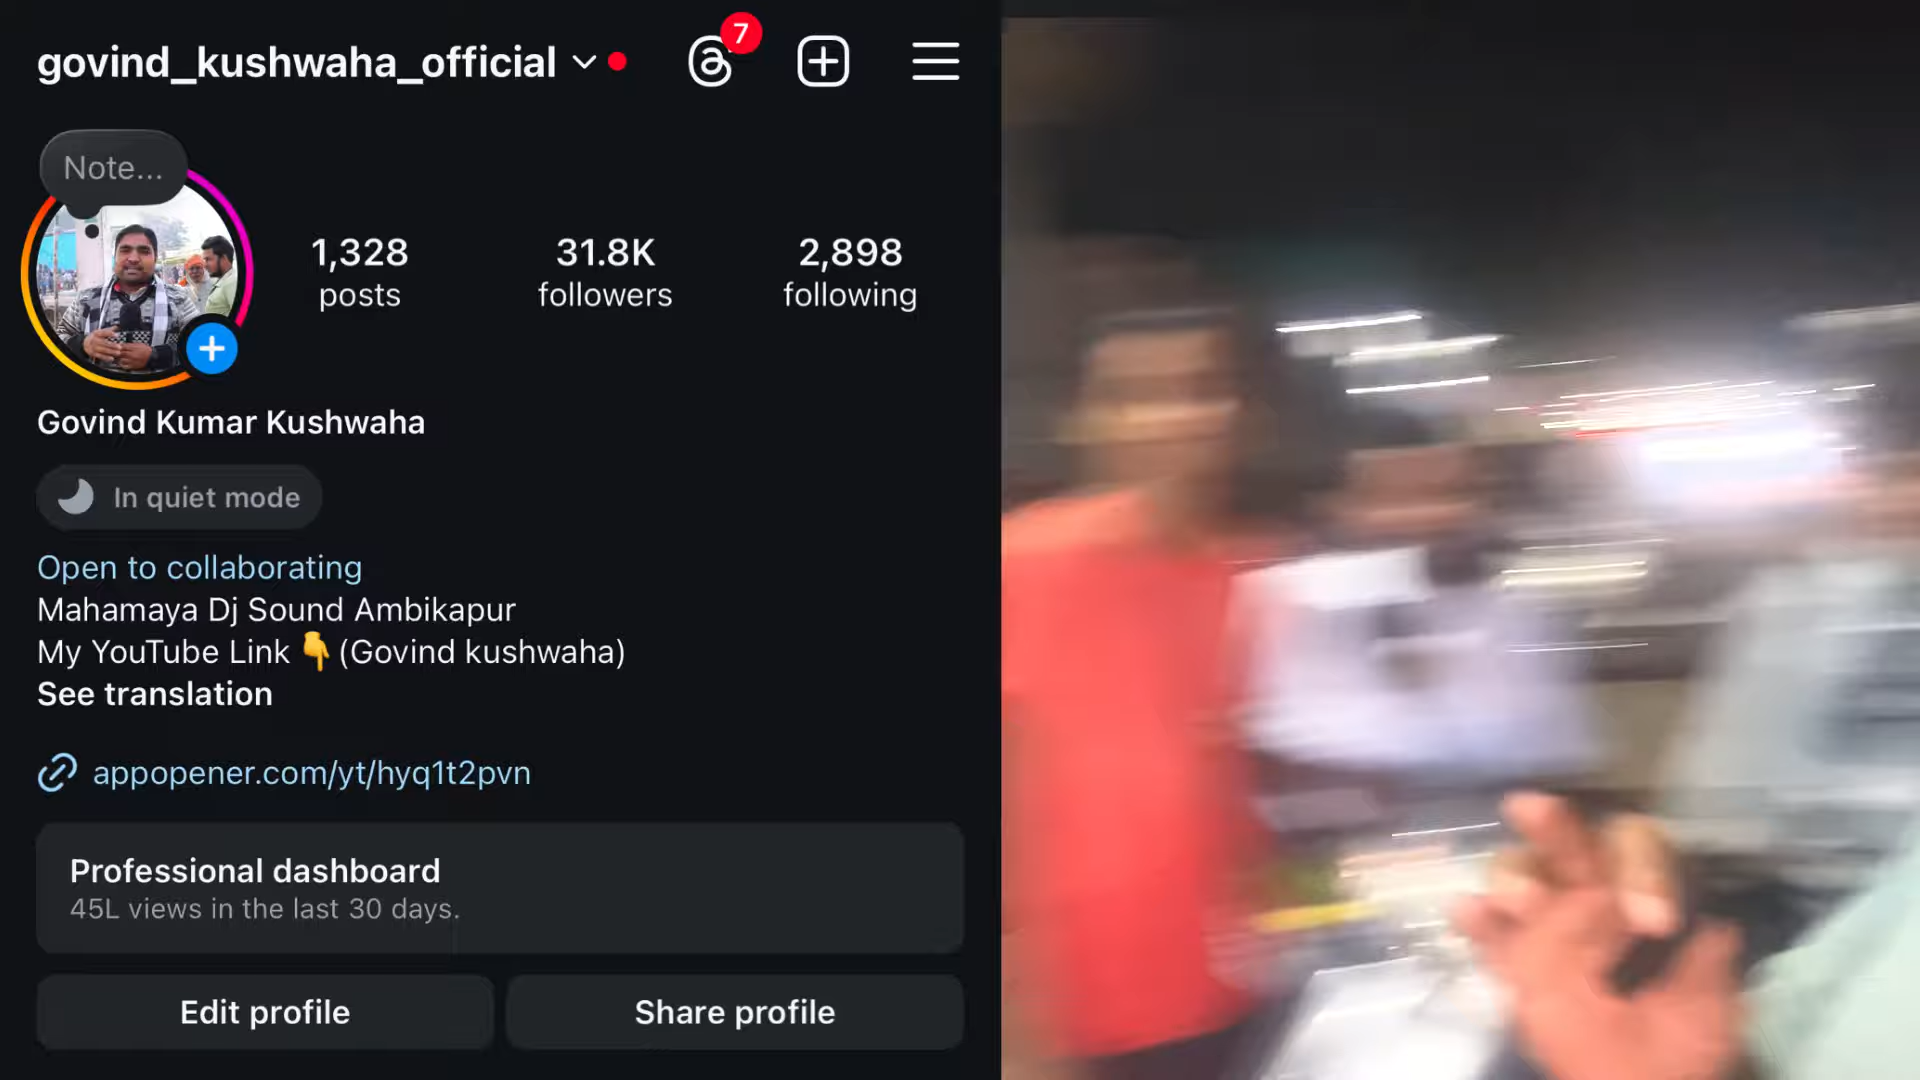 govind_kushwaha_official
7
Note...
1,328 31.8K 2,898
posts followers following
Govind Kumar Kushwaha
In quiet mode
Open to collaborating
Mahamaya Dj Sound Ambikapur
My YouTube Link 👇 (Govind kushwaha)
See translation
appopener.com/yt/hyq1t2pvn
Professional dashboard
45L views in the last 30 days.
Edit profile Share profile